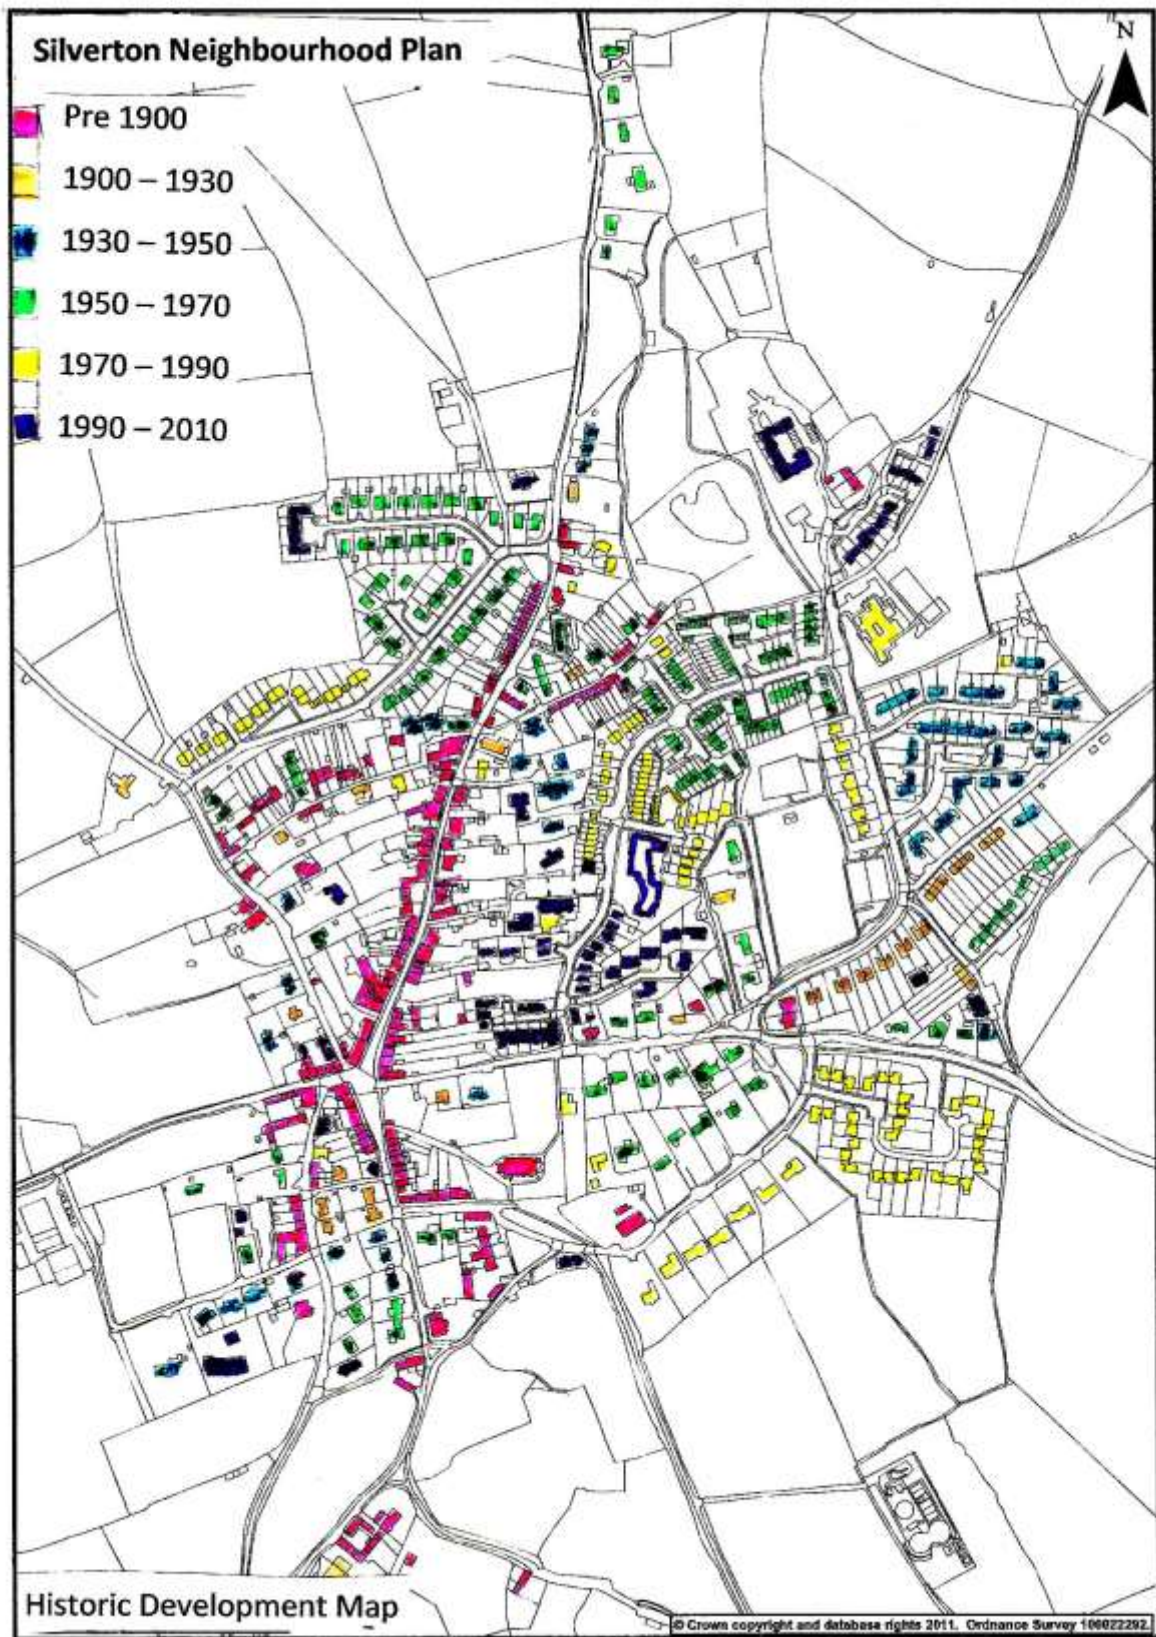 Silverton Neighbourhood Plan
N
Pre 1900
1900 – 1930
1930 – 1950
1950 – 1970
1970 – 1990
1990 – 2010
Historic Development Map
© Crown copyright and database rights 2011. Ordnance Survey 100022292.